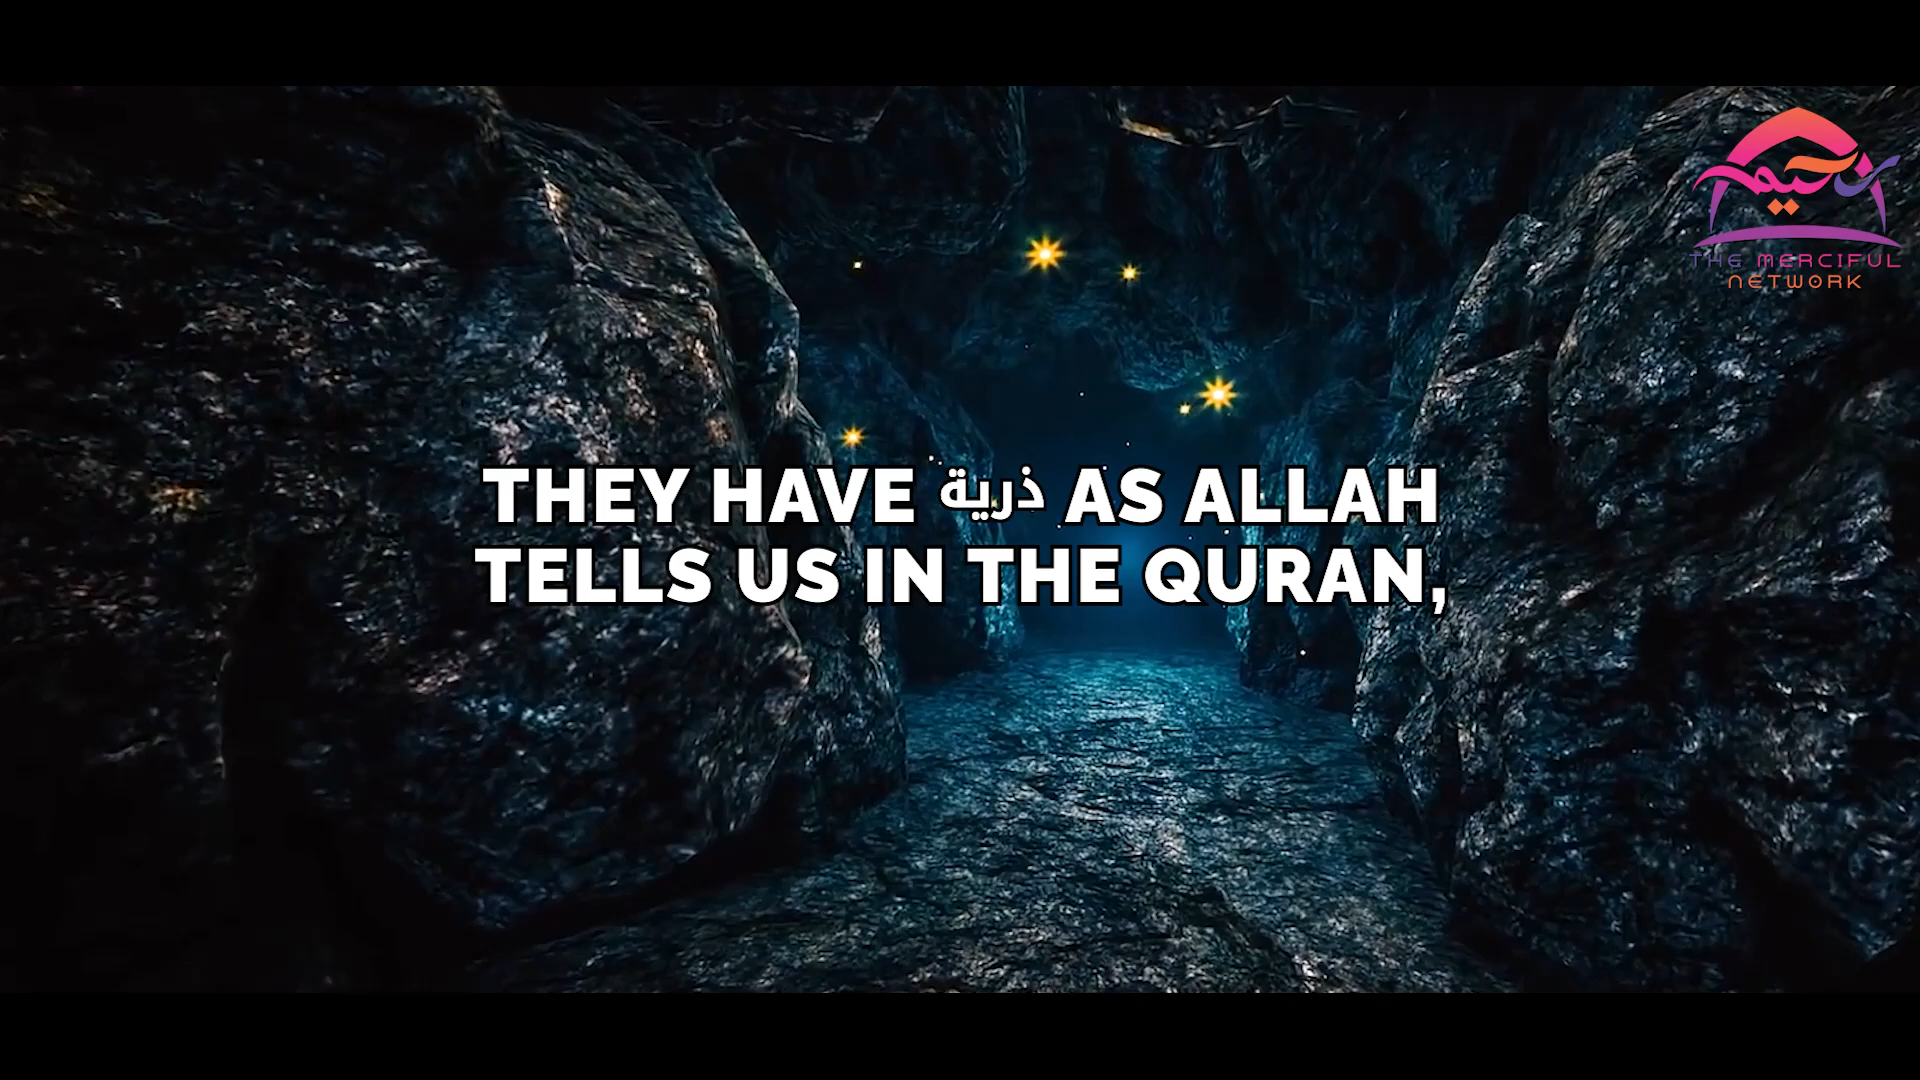 THE MERCIFUL
NETWORK
THEY HAVE ذرية AS ALLAH
TELLS US IN THE QURAN,